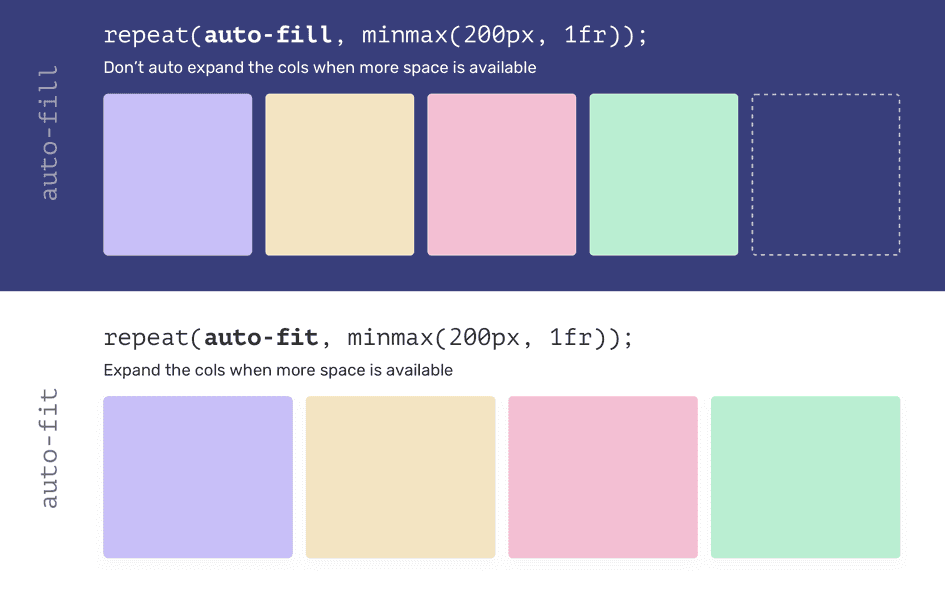 repeat(auto-fill, minmax(200px, 1fr));
Don’t auto expand the cols when more space is available
auto-fill
repeat(auto-fit, minmax(200px, 1fr));
Expand the cols when more space is available
auto-fit